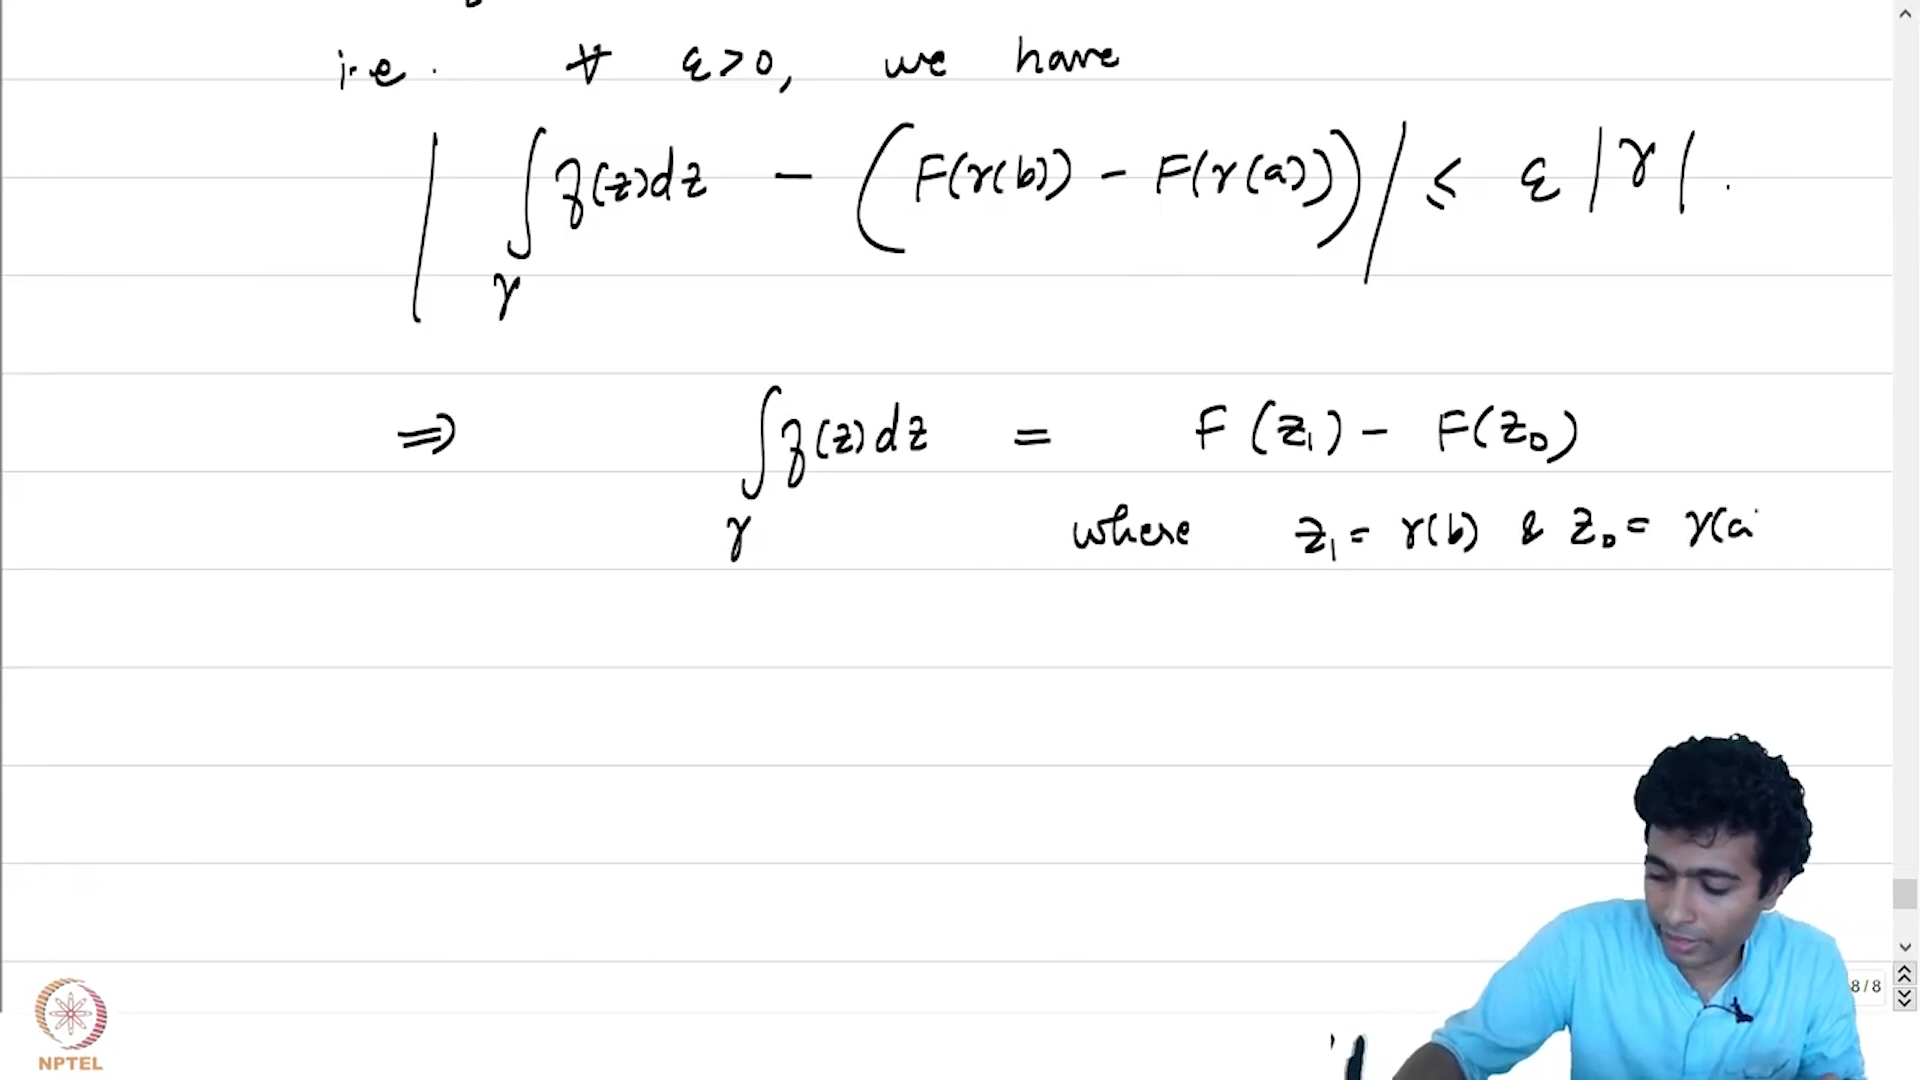 i.e. ∀ ε>0, we have
| ∫_γ f(z)dz - (F(γ(b)) - F(γ(a))) | ≤ ε |γ| .
⇒ ∫_γ f(z)dz = F(z₁) - F(z₀)
where z₁ = γ(b) & z₀ = γ(a
8/8
NPTEL